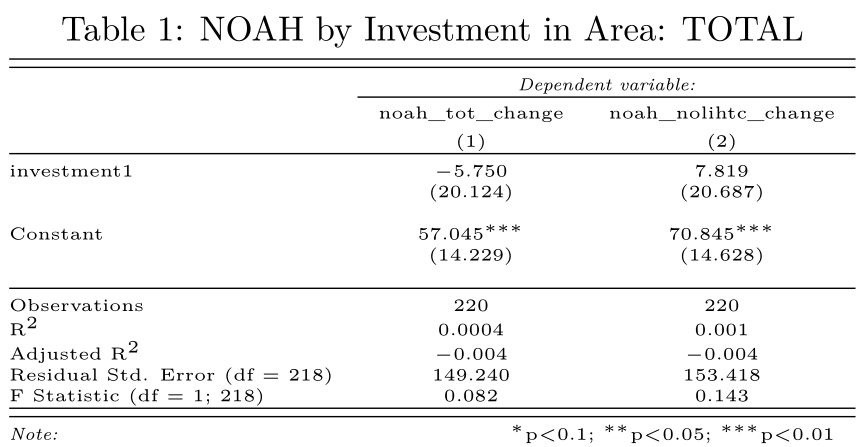 Table 1: NOAH by Investment in Area: TOTAL
Dependent variable:
noah_tot_change noah_nolihtc_change
(1) (2)
investment1 −5.750 7.819
(20.124) (20.687)
Constant 57.045*** 70.845***
(14.229) (14.628)
Observations 220 220
R² 0.0004 0.001
Adjusted R² −0.004 −0.004
Residual Std. Error (df = 218) 149.240 153.418
F Statistic (df = 1; 218) 0.082 0.143
Note: *p<0.1; **p<0.05; ***p<0.01